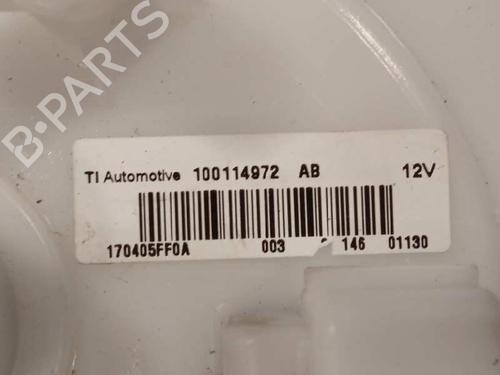 B-PARTS
TI Automotive 100114972 AB 12V
170405FF0A 003 146 01130